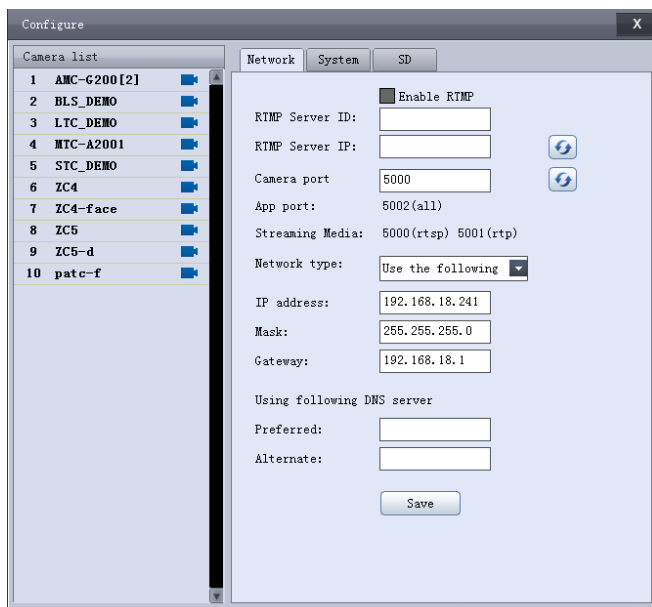 Configure
X
Camera list
1 AMC-G200[2]
2 BLS_DEMO
3 LTC_DEMO
4 MTC-A2001
5 STC_DEMO
6 ZC4
7 ZC4-face
8 ZC5
9 ZC5-d
10 patc-f
Network System SD
Enable RTMP
RTMP Server ID:
RTMP Server IP:
Camera port 5000
App port: 5002(all)
Streaming Media: 5000(rtsp) 5001(rtp)
Network type: Use the following
IP address: 192.168.18.241
Mask: 255.255.255.0
Gateway: 192.168.18.1
Using following DNS server
Preferred:
Alternate:
Save